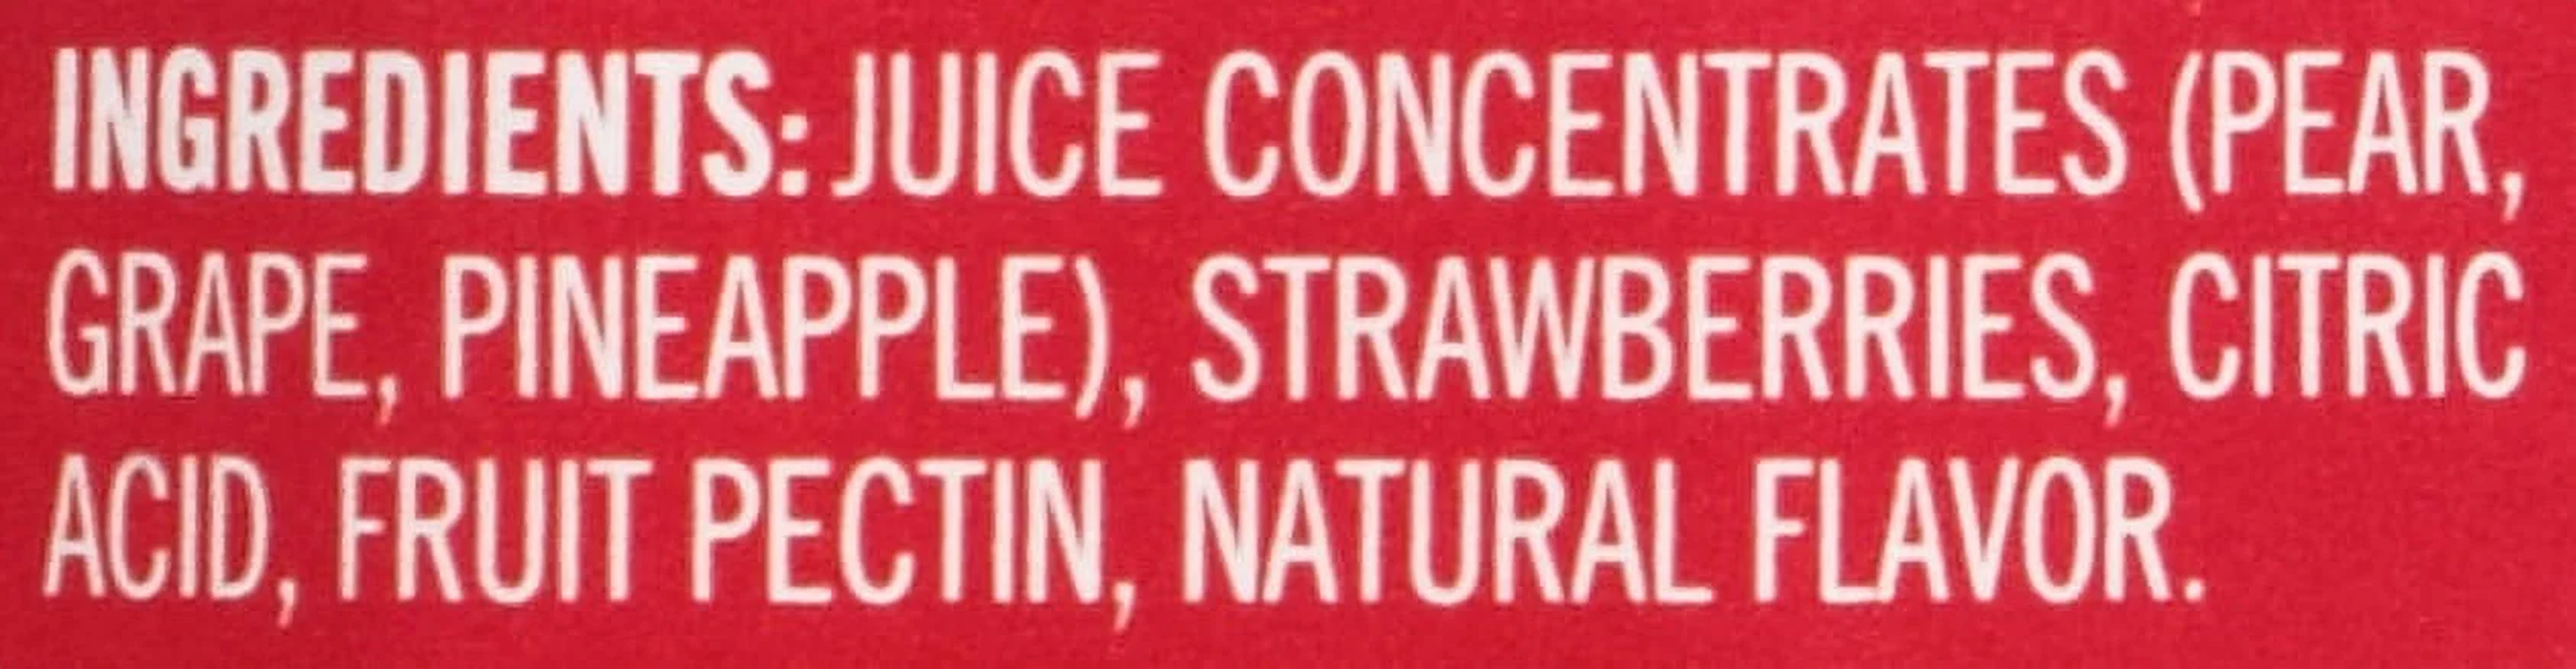 INGREDIENTS: JUICE CONCENTRATES (PEAR,
GRAPE, PINEAPPLE), STRAWBERRIES, CITRIC
ACID, FRUIT PECTIN, NATURAL FLAVOR.